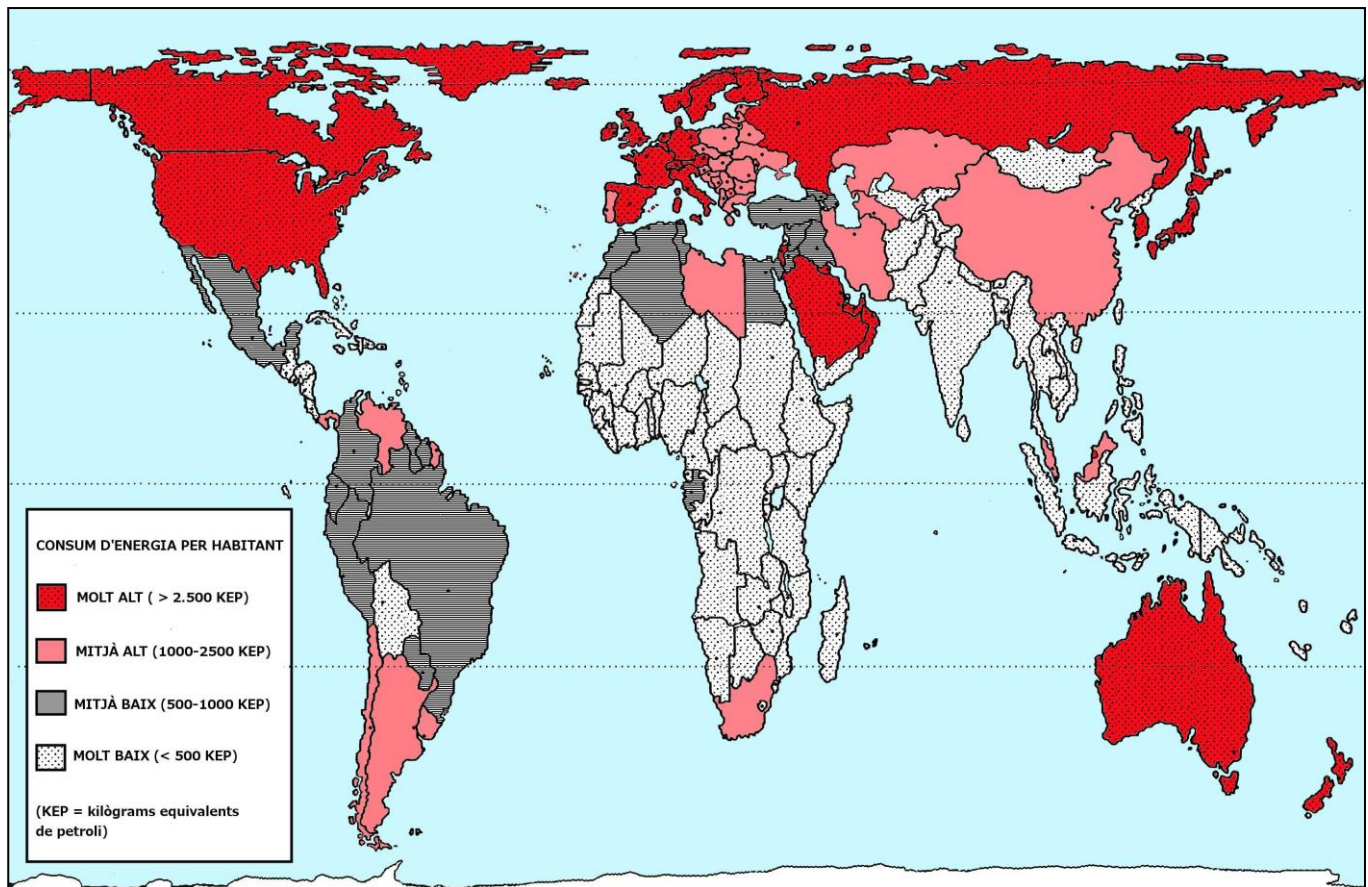 CONSUM D'ENERGIA PER HABITANT
MOLT ALT ( > 2.500 KEP)
MITJÀ ALT (1000-2500 KEP)
MITJÀ BAIX (500-1000 KEP)
MOLT BAIX (< 500 KEP)
(KEP = kilògrams equivalents
de petroli)